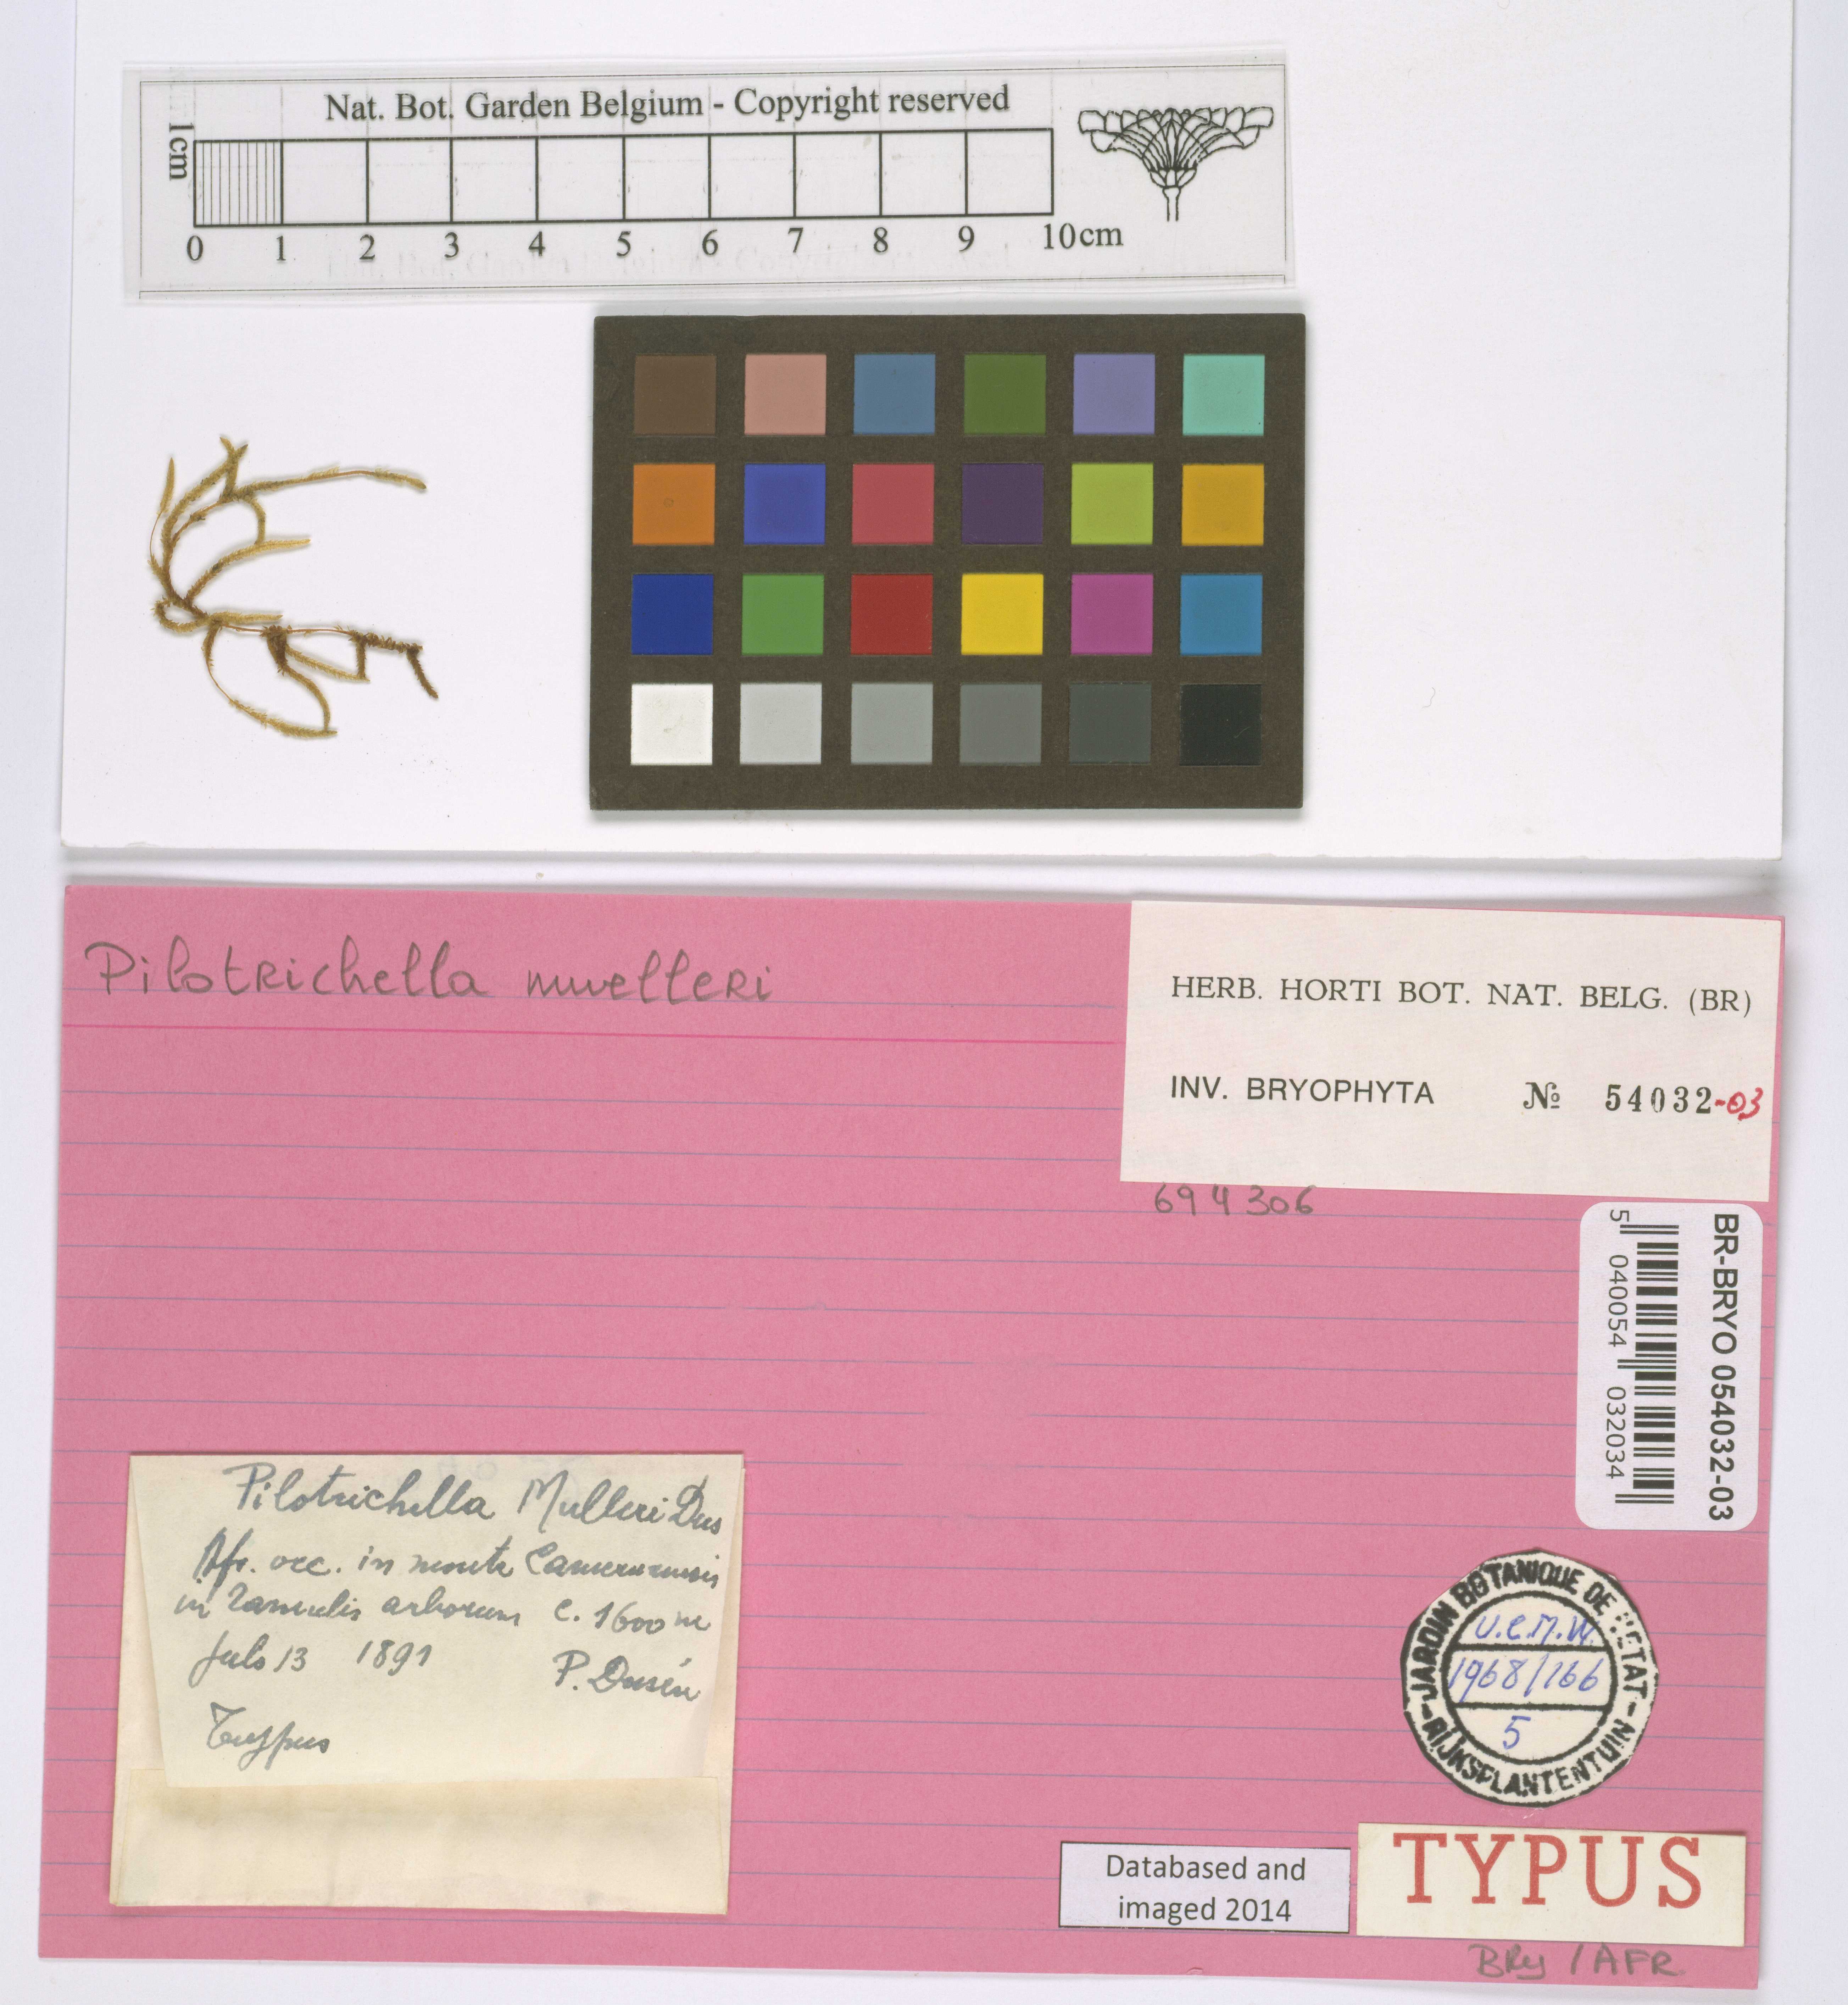 Nat. Bot. Garden Belgium - Copyright reserved
1cm
0 1 2 3 4 5 6 7 8 9 10cm
Pilotrichella muelleri
HERB. HORTI BOT. NAT. BELG. (BR)
INV. BRYOPHYTA № 54032-03
694306
BR-BRYO 054032-03
5 040054 032034
Pilotrichella Mulleri Dus
Afr. occ. in monte Camerunensis
in ramulis arborum c. 1600 m
Julo 13 1891 P. Dusén
Typus
JARDIN BOTANIQUE DE L'ETAT
- RIJKSPLANTENTUIN -
U.E.M.W.
1968/166
5
Databased and
imaged 2014
TYPUS
BRy / AFR